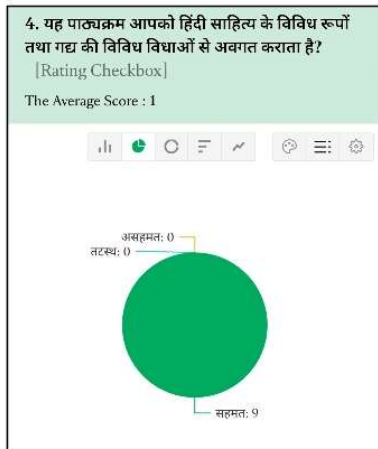 4. यह पाठ्यक्रम आपको हिंदी साहित्य के विविध रूपों
तथा गद्य की विविध विधाओं से अवगत कराता है?
[Rating Checkbox]
The Average Score : 1
असहमत: 0
तटस्थ: 0
सहमत: 9